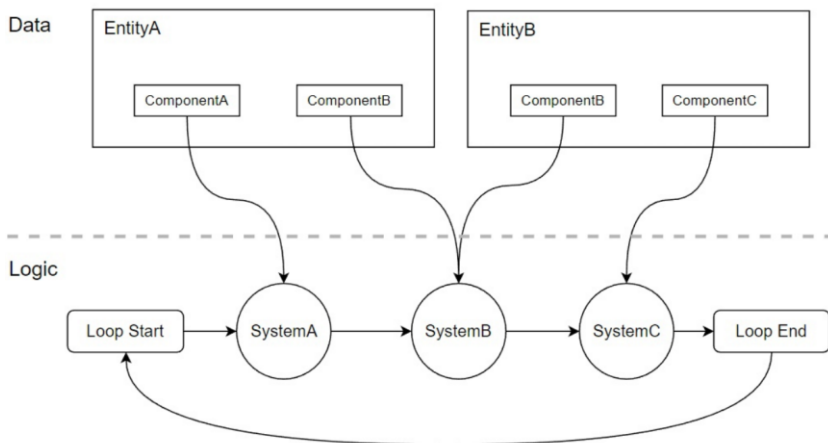 Data
EntityA
EntityB
ComponentA
ComponentB
ComponentB
ComponentC
Logic
Loop Start
SystemA
SystemB
SystemC
Loop End